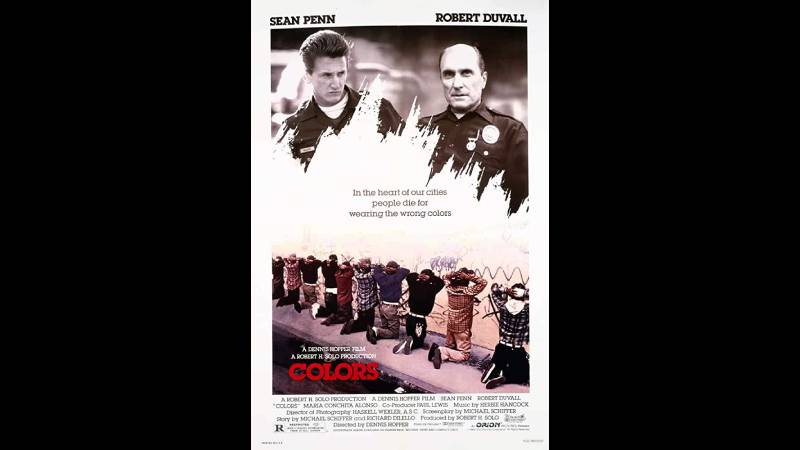 SEAN PENN
ROBERT DUVALL
In the heart of our cities
people die for
wearing the wrong colors
A DENNIS HOPPER FILM
A ROBERT H. SOLO PRODUCTION
COLORS
A ROBERT H. SOLO PRODUCTION A DENNIS HOPPER FILM SEAN PENN ROBERT DUVALL
"COLORS" MARIA CONCHITA ALONSO Co-Producer PAUL LEWIS Music by HERBIE HANCOCK
Director of Photography HASKELL WEXLER, A.S.C. Screenplay by MICHAEL SCHIFFER
Story by MICHAEL SCHIFFER and RICHARD DILELLO Produced by ROBERT H. SOLO
Directed by DENNIS HOPPER
R RESTRICTED
ORION